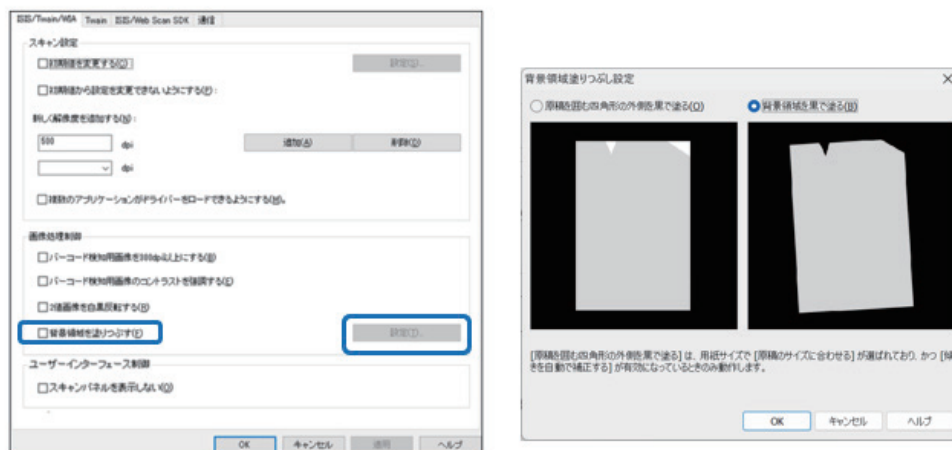 ISIS/Twain/WIA Twain ISIS/Web Scan SDK 通信
スキャン設定
初期値を変更する(C)
設定(J)...
初期値から設定を変更できないようにする(P):
新しく解像度を追加する(N):
500 dpi 追加(A) 削除(D)
dpi
複数のアプリケーションがドライバーをロードできるようにする(M)。
画像処理制御
バーコード検知用画像を300dpi以上にする(B)
バーコード検知用画像のコントラストを強調する(E)
2値画像を白黒反転する(R)
背景領域を塗りつぶす(F) 設定(T)...
ユーザーインターフェース制御
スキャンパネルを表示しない(O)
OK キャンセル 適用 ヘルプ
背景領域塗りつぶし設定
原稿を囲む四角形の外側を黒で塗る(O) 背景領域を黒で塗る(B)
[原稿を囲む四角形の外側を黒で塗る] は、用紙サイズで [原稿のサイズに合わせる] が選ばれており、かつ [傾
きを自動で補正する] が有効になっているときのみ動作します。
OK キャンセル ヘルプ